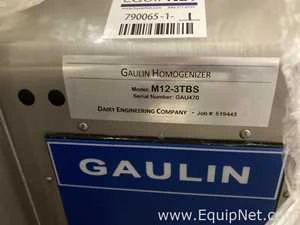 790065-1-1
GAULIN HOMOGENIZER
Model: M12-3TBS
Serial Number: GAU470
DAIRY ENGINEERING COMPANY - Job #: 519443
GAULIN
© www.EquipNet.com